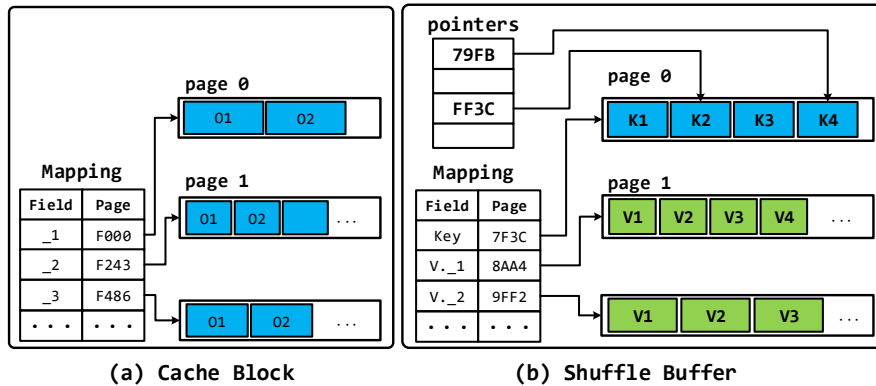 page 0
O1 O2
Mapping
Field Page
_1 F000
_2 F243
_3 F486
. . . . . .
page 1
O1 O2 ...
O1 O2 ...
(a) Cache Block
pointers
79FB
FF3C
page 0
K1 K2 K3 K4
Mapping
Field Page
Key 7F3C
V._1 8AA4
V._2 9FF2
. . . . . .
page 1
V1 V2 V3 V4 ...
V1 V2 V3 ...
(b) Shuffle Buffer